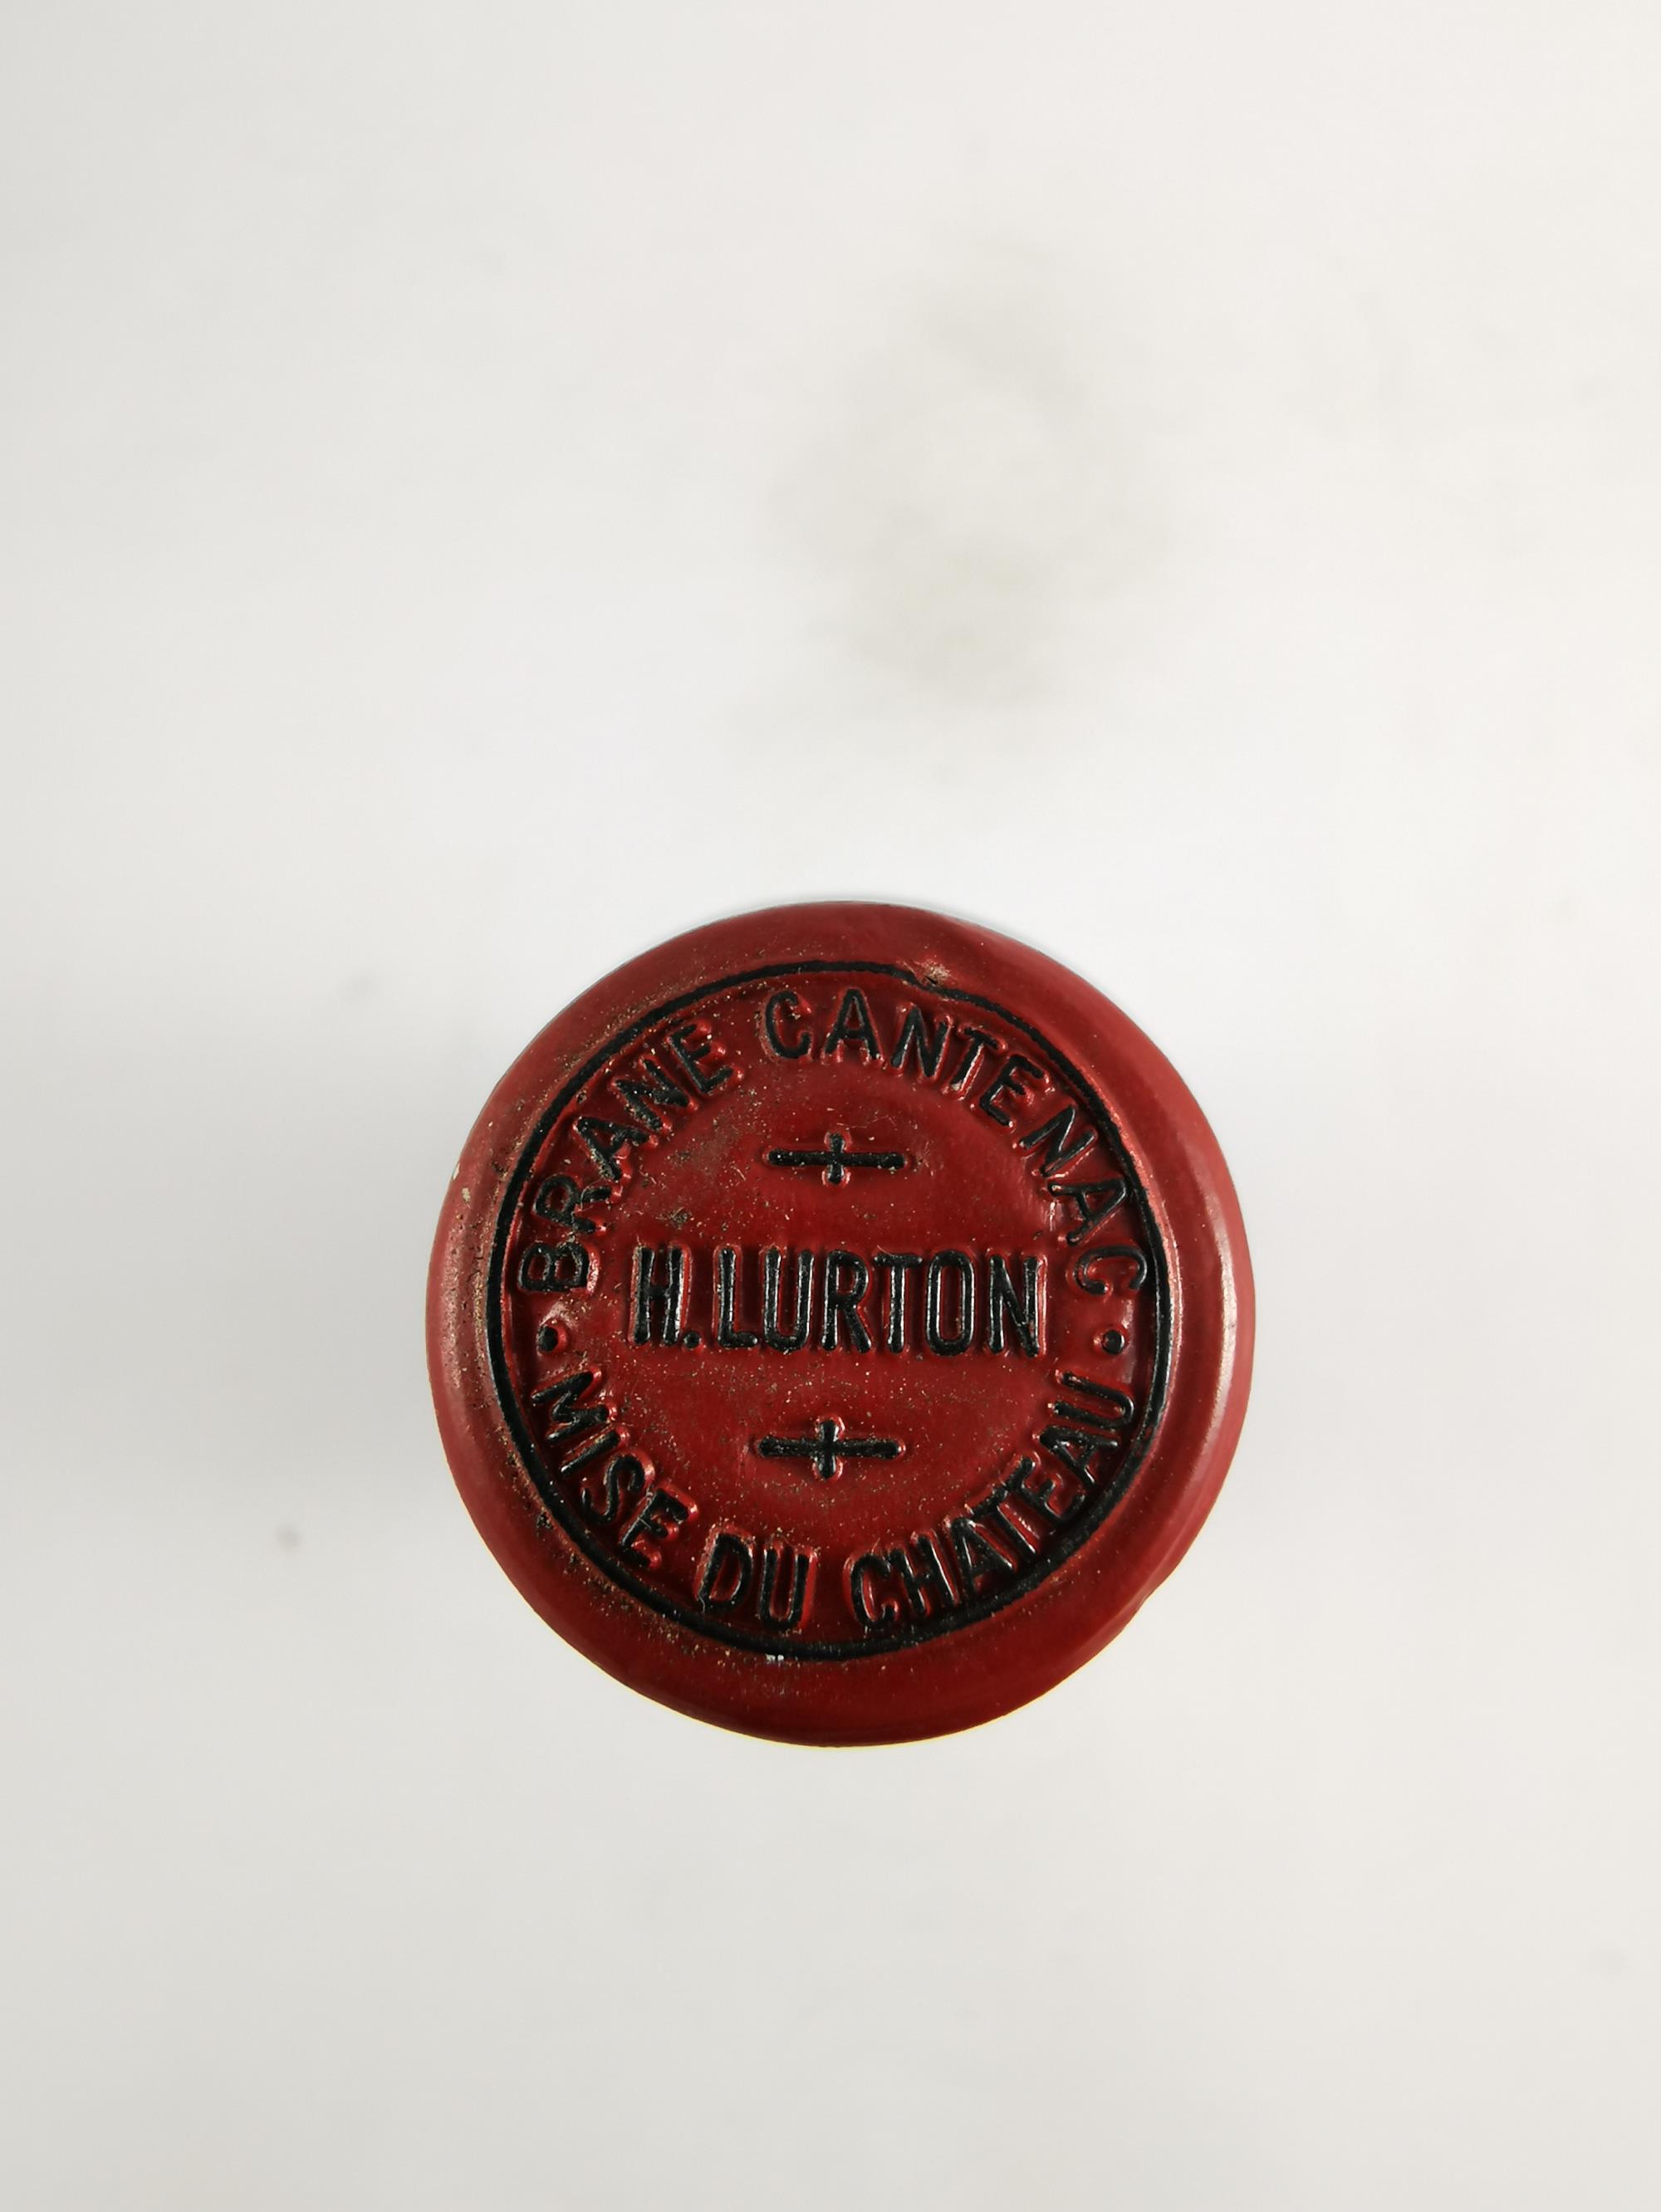 BRANE CANTENAC
H. LURTON
MISE DU CHATEAU